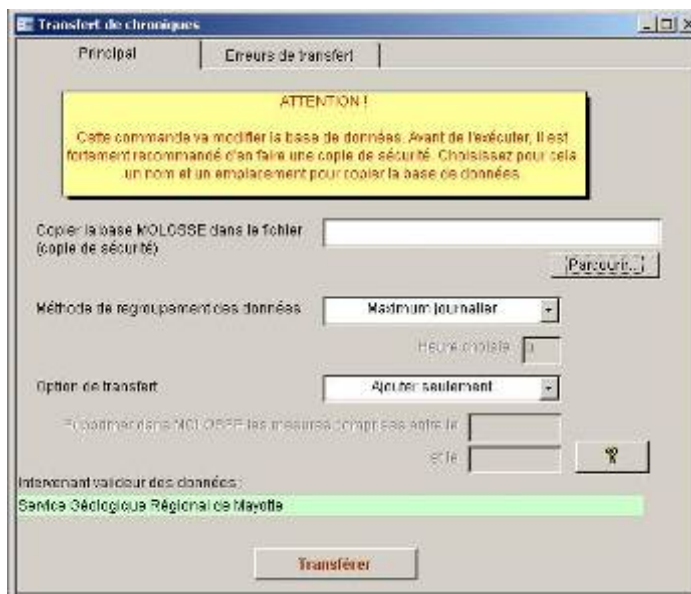 Transfert de chroniques
Principal
Erreurs de transfert
ATTENTION !
Cette commande va modifier la base de données. Avant de l'exécuter, il est
fortement recommandé d'en faire une copie de sécurité. Choisissez pour cela
un nom et un emplacement pour copier la base de données.
Copier la base MOLOSSE dans le fichier
(copie de sécurité)
Parcourir...
Méthode de regroupement des données
Maximum journalier
Heure choisie
Option de transfert
Ajouter seulement
Supprimer dans MOLOSSE les mesures comprises entre le
et le
Intervenant valideur des données :
Service Géologique Régional de Mayotte
Transférer